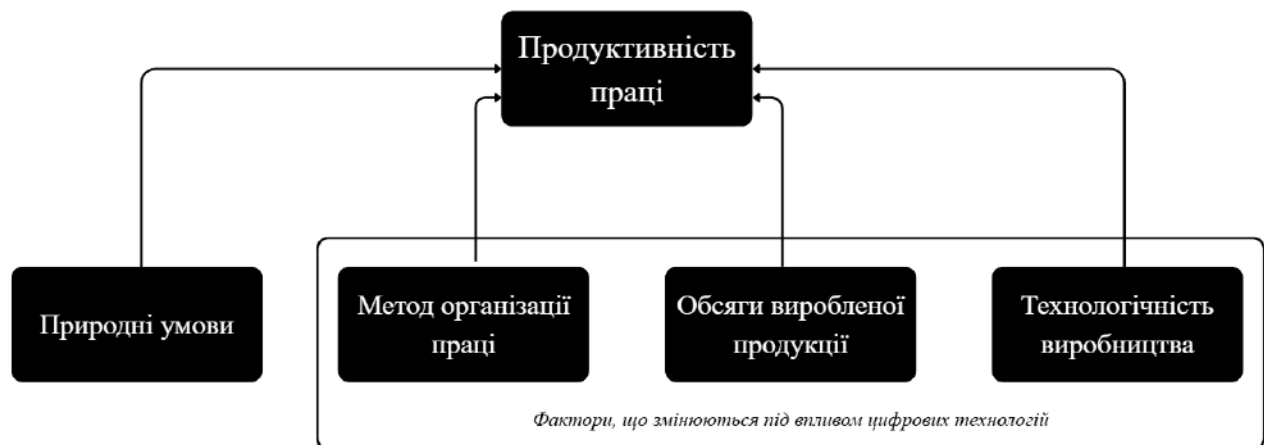 Продуктивність
праці
Природні умови
Метод організації
праці
Обсяги виробленої
продукції
Технологічність
виробництва
Фактори, що змінюються під впливом цифрових технологій